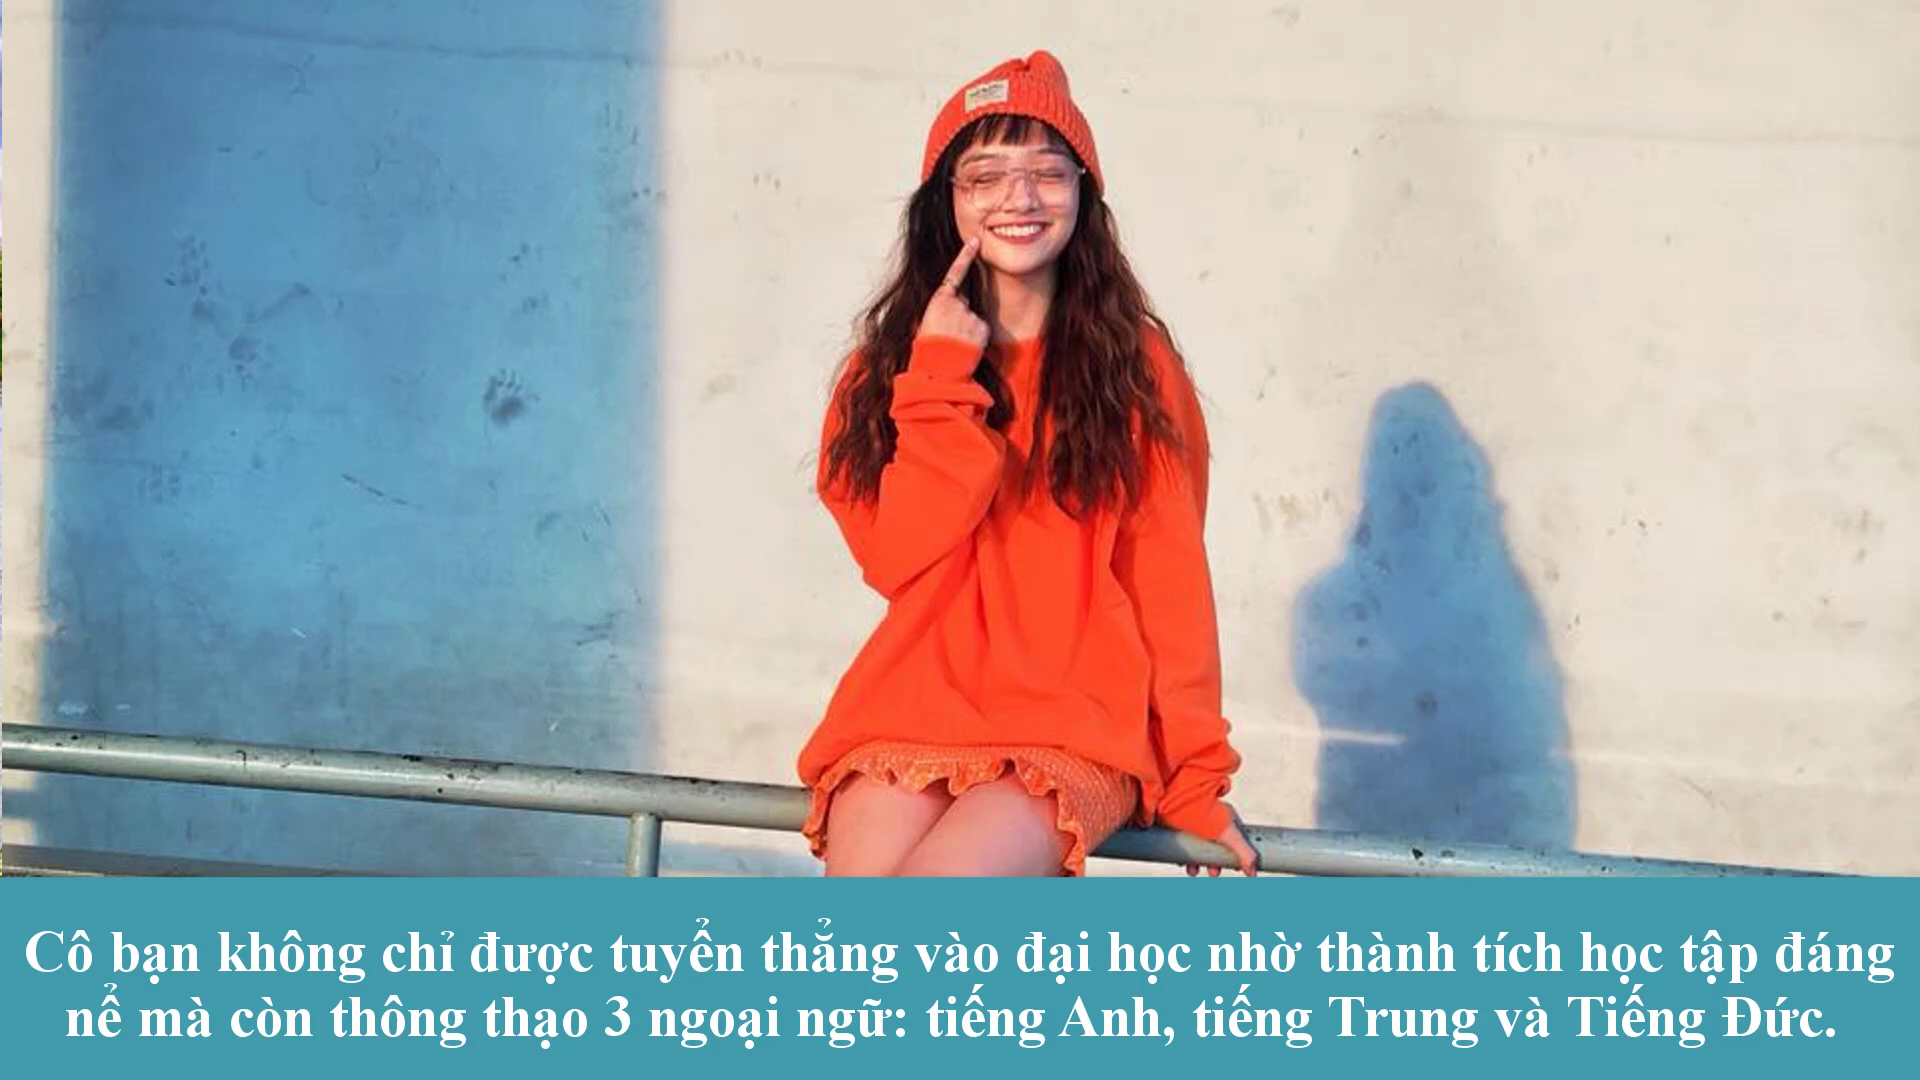 Cô bạn không chỉ được tuyển thẳng vào đại học nhờ thành tích học tập đáng
nể mà còn thông thạo 3 ngoại ngữ: tiếng Anh, tiếng Trung và Tiếng Đức.